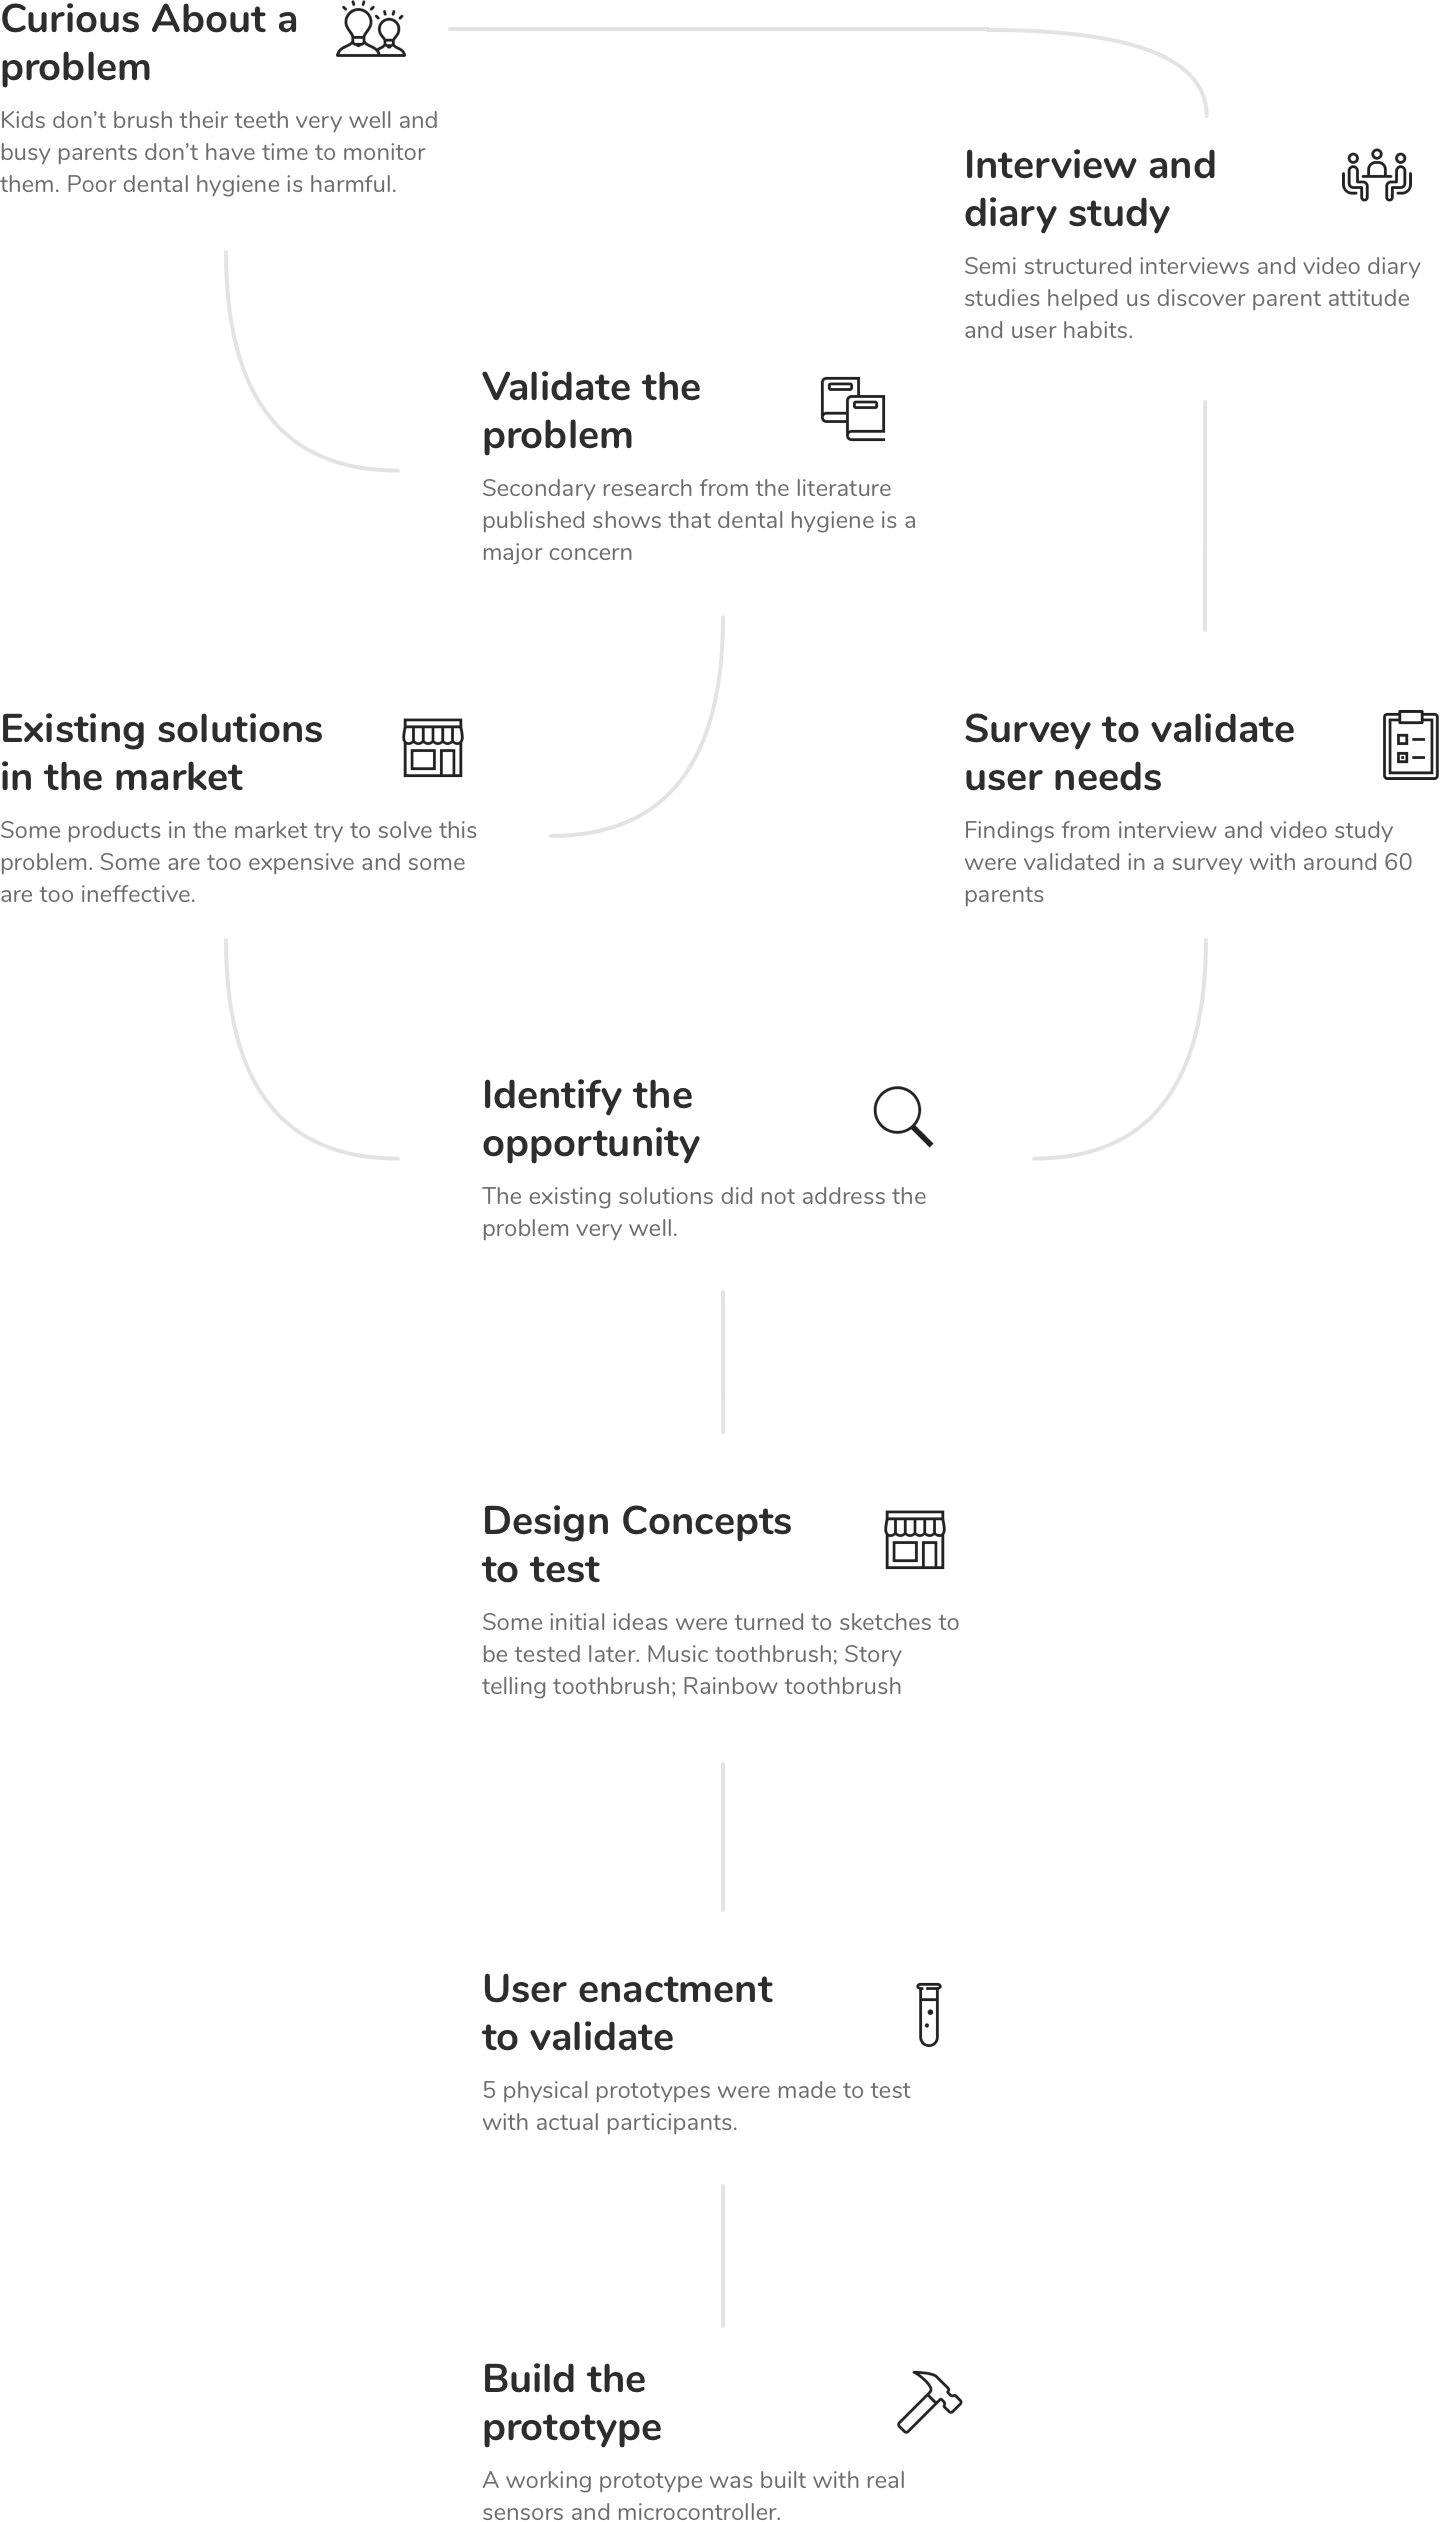 Curious About a
problem
Kids don’t brush their teeth very well and
busy parents don’t have time to monitor
them. Poor dental hygiene is harmful.
Interview and
diary study
Semi structured interviews and video diary
studies helped us discover parent attitude
and user habits.
Validate the
problem
Secondary research from the literature
published shows that dental hygiene is a
major concern
Existing solutions
in the market
Some products in the market try to solve this
problem. Some are too expensive and some
are too ineffective.
Survey to validate
user needs
Findings from interview and video study
were validated in a survey with around 60
parents
Identify the
opportunity
The existing solutions did not address the
problem very well.
Design Concepts
to test
Some initial ideas were turned to sketches to
be tested later. Music toothbrush; Story
telling toothbrush; Rainbow toothbrush
User enactment
to validate
5 physical prototypes were made to test
with actual participants.
Build the
prototype
A working prototype was built with real
sensors and microcontroller.